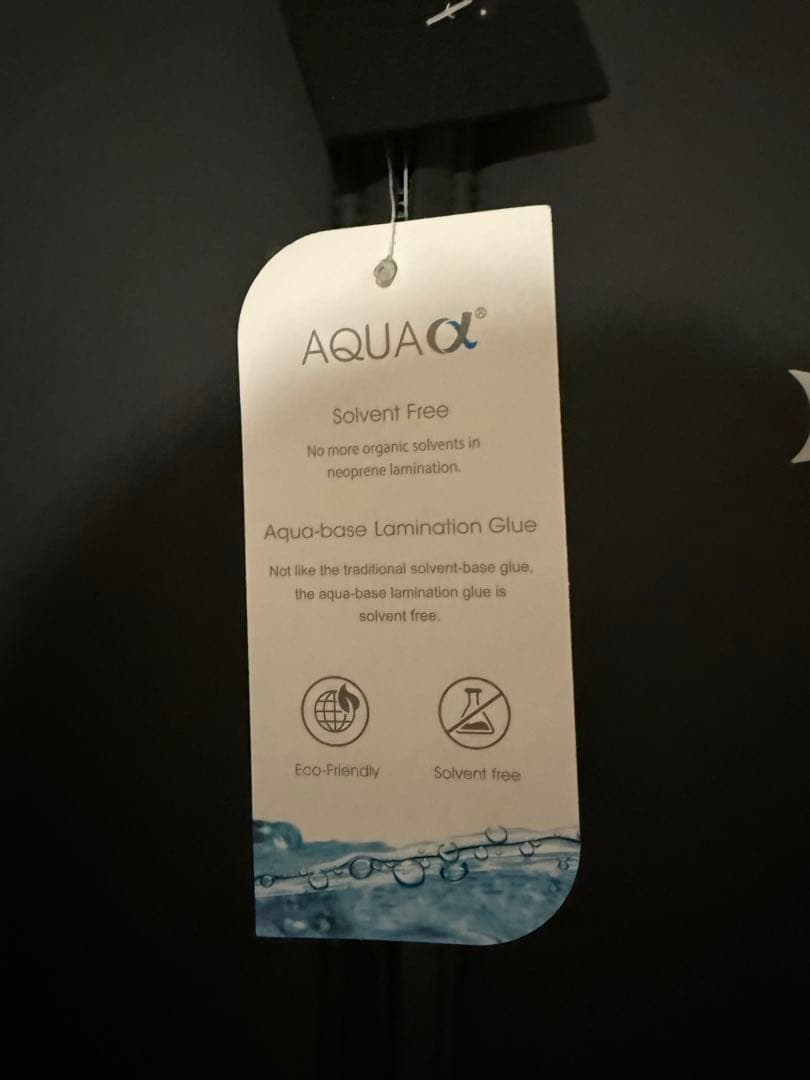 AQUAα®
Solvent Free
No more organic solvents in
neoprene lamination.
Aqua-base Lamination Glue
Not like the traditional solvent-base glue,
the aqua-base lamination glue is
solvent free.
Eco-Friendly
Solvent free